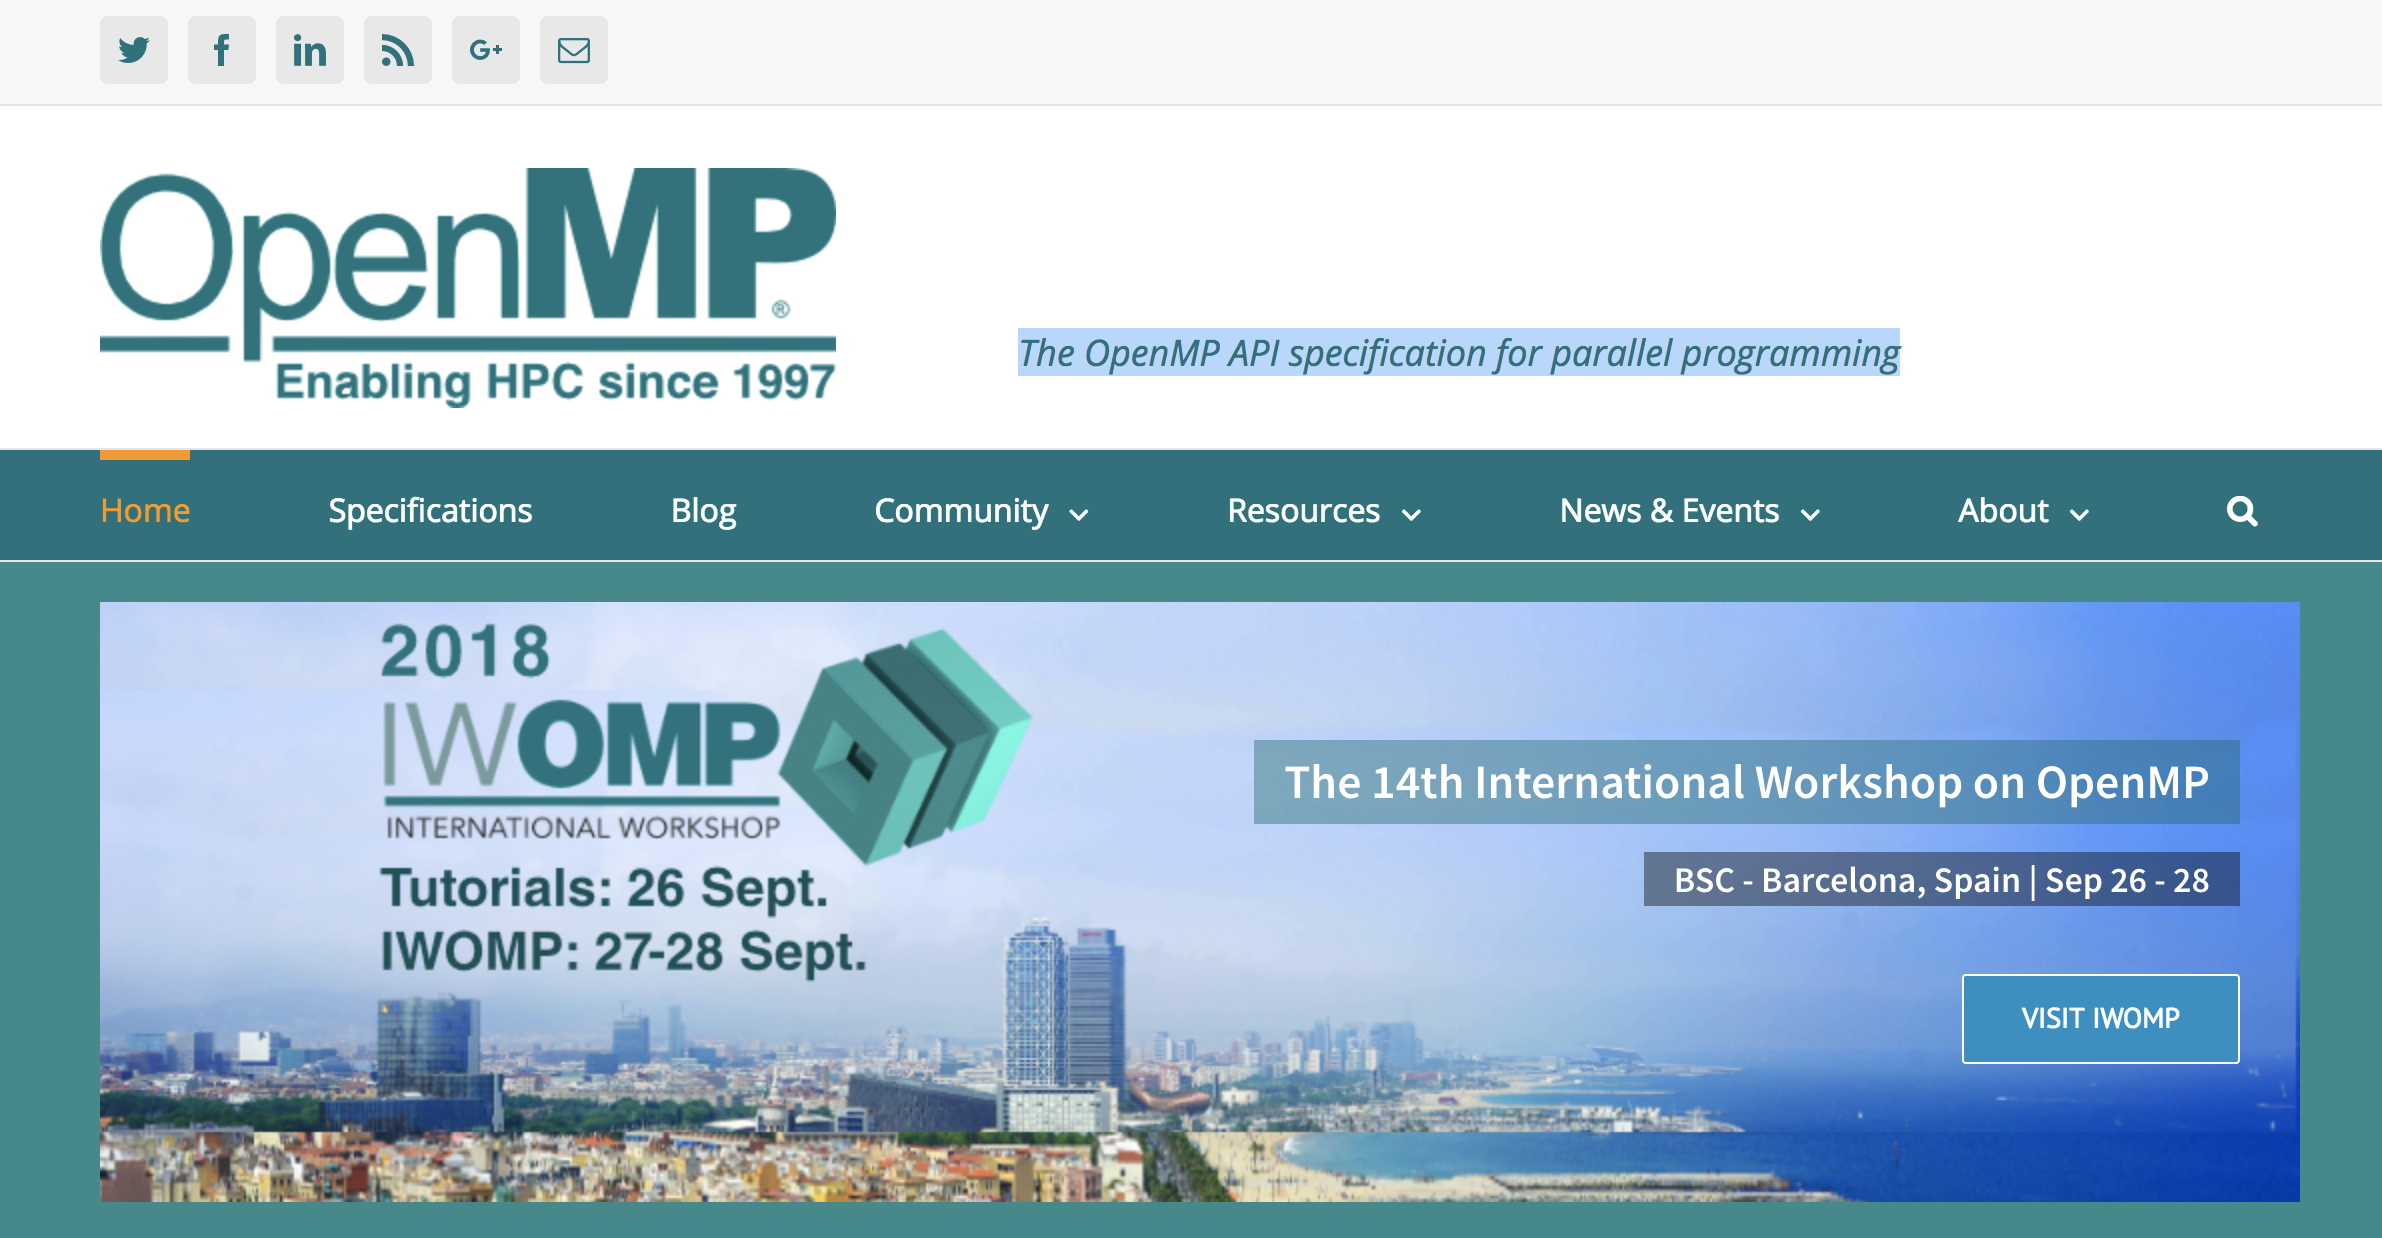 OpenMP®
Enabling HPC since 1997
The OpenMP API specification for parallel programming
Home Specifications Blog Community Resources News & Events About
2018
IWOMP
INTERNATIONAL WORKSHOP
Tutorials: 26 Sept.
IWOMP: 27-28 Sept.
The 14th International Workshop on OpenMP
BSC - Barcelona, Spain | Sep 26 - 28
VISIT IWOMP